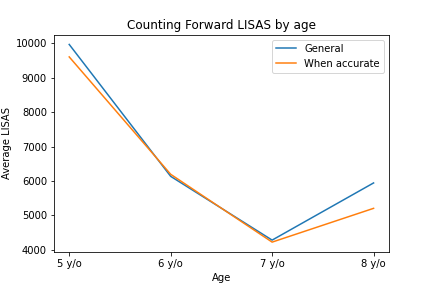 Counting Forward LISAS by age
General
When accurate
Average LISAS
10000
9000
8000
7000
6000
5000
4000
5 y/o
6 y/o
7 y/o
8 y/o
Age